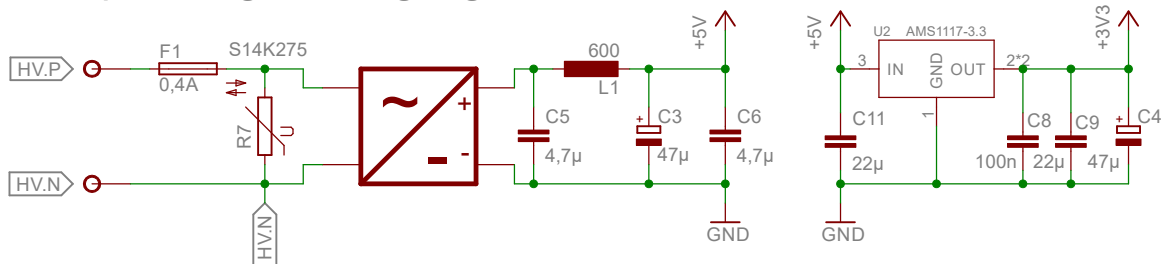 HV.P
F1
0,4A
S14K275
R7
U
HV.N
HV.N
~
+
-
-
C5
4,7µ
600
L1
+
C3
47µ
+5V
C6
4,7µ
GND
+5V
U2 AMS1117-3.3
3
IN
GND
OUT
2*2
1
C11
22µ
GND
C8
100n
C9
22µ
+3V3
+
C4
47µ